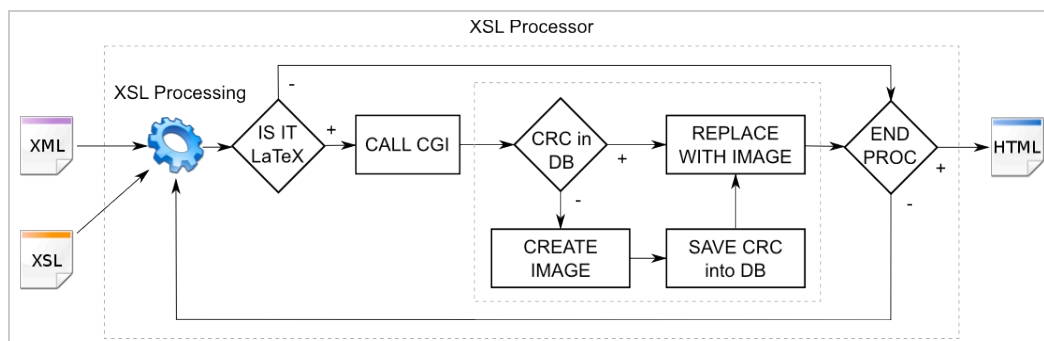 XSL Processor
XSL Processing
XML
XSL
IS IT
LaTeX
-
+
CALL CGI
CRC in
DB
+
-
REPLACE
WITH IMAGE
CREATE
IMAGE
SAVE CRC
into DB
END
PROC
+
-
HTML